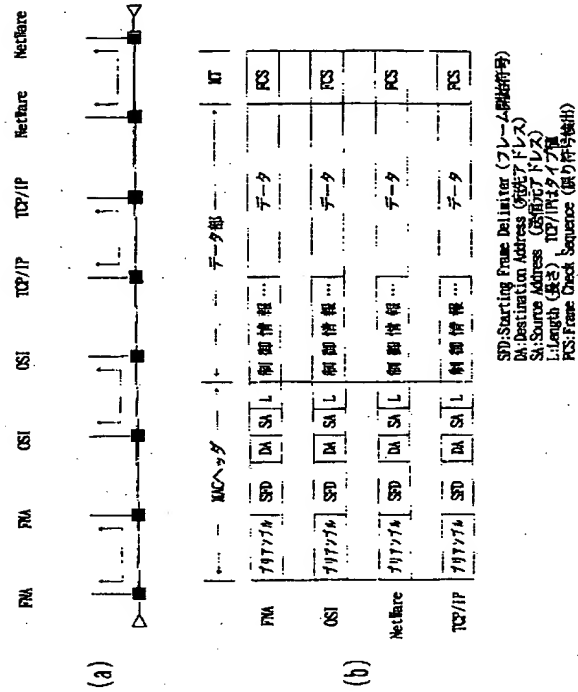 (a)
FNA FNA OSI OSI TCP/IP TCP/IP NetWare NetWare
(b)
MACヘッダ データ部 MT
FNA プリアンブル SFD DA SA L 制御情報… データ FCS
OSI プリアンブル SFD DA SA L 制御情報… データ FCS
NetWare プリアンブル SFD DA SA L 制御情報… データ FCS
TCP/IP プリアンブル SFD DA SA L 制御情報… データ FCS
SFD:Starting Frame Delimiter (フレーム開始符号)
DA:Destination Address (宛先アドレス)
SA:Source Address (送信元アドレス)
L:Length (長さ) TCP/IPはタイプ値
FCS:Frame Check Sequence (誤り符号検出)